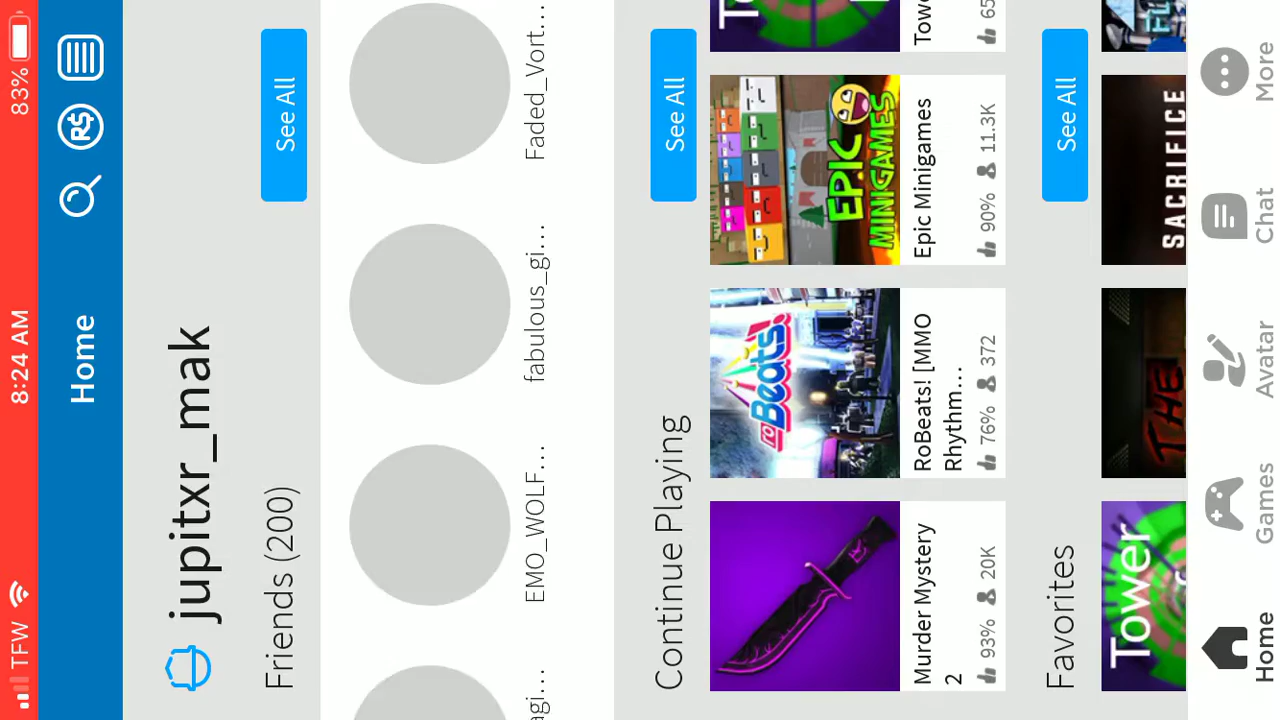 TFW 8:24 AM 83%
Home R$
jupitxr_mak
Friends (200) See All
agi... EMO_WOLF... fabulous_gi... Faded_Vort...
Continue Playing See All
roBeats!
EPIC
MINIGAMES
Murder Mystery
2
93% 20K
RoBeats! [MMO
Rhythm...
76% 372
Epic Minigames
90% 11.3K
Tow
65
Favorites See All
Tower
THE
SACRIFICE
Home Games Avatar Chat More